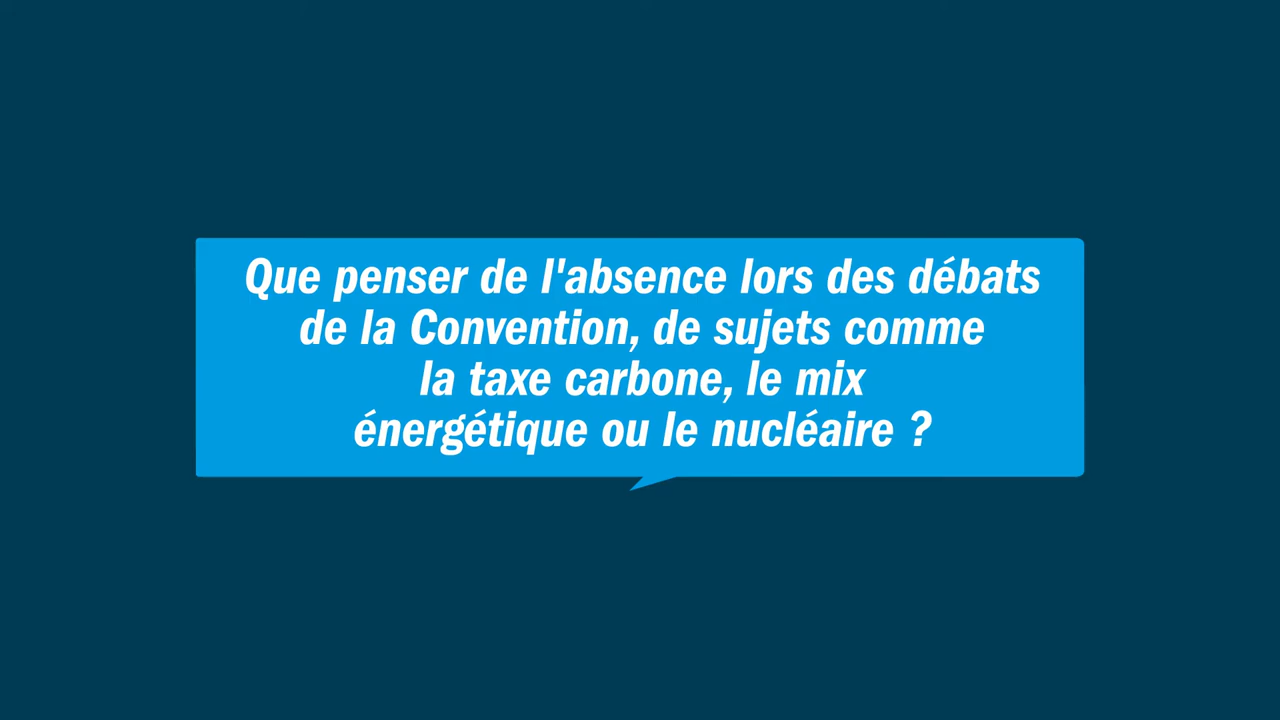 Que penser de l'absence lors des débats
de la Convention, de sujets comme
la taxe carbone, le mix
énergétique ou le nucléaire ?